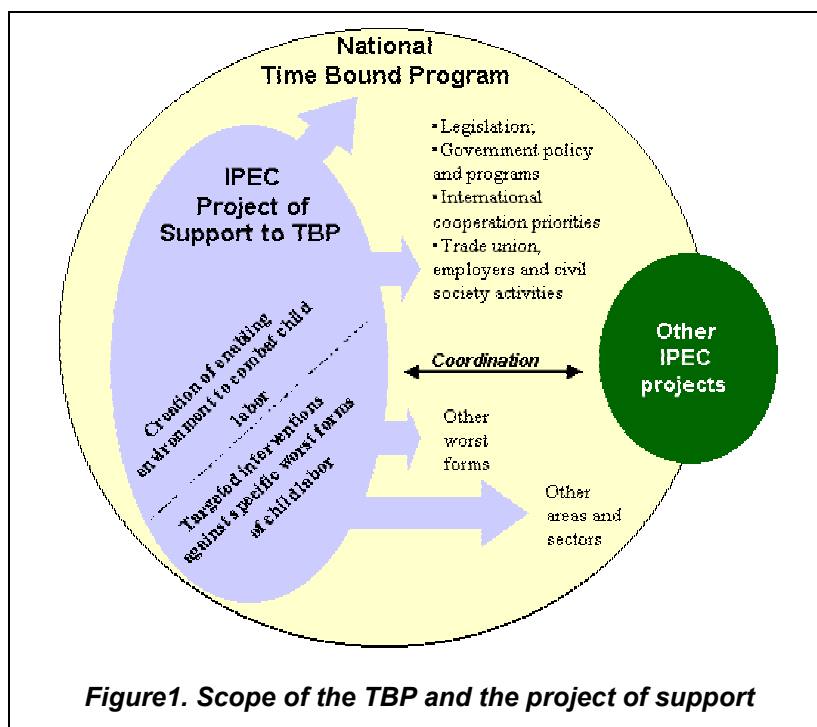 National
Time Bound Program
IPEC
Project of
Support to TBP
▪Legislation;
▪Government policy
and programs
▪International
cooperation priorities
▪Trade union,
employers and civil
society activities
Creation of enabling
environment to combat child
labor
Targeted interventions
against specific worst forms
of child labor
Coordination
Other
IPEC
projects
Other
worst
forms
Other
areas and
sectors
Figure1. Scope of the TBP and the project of support